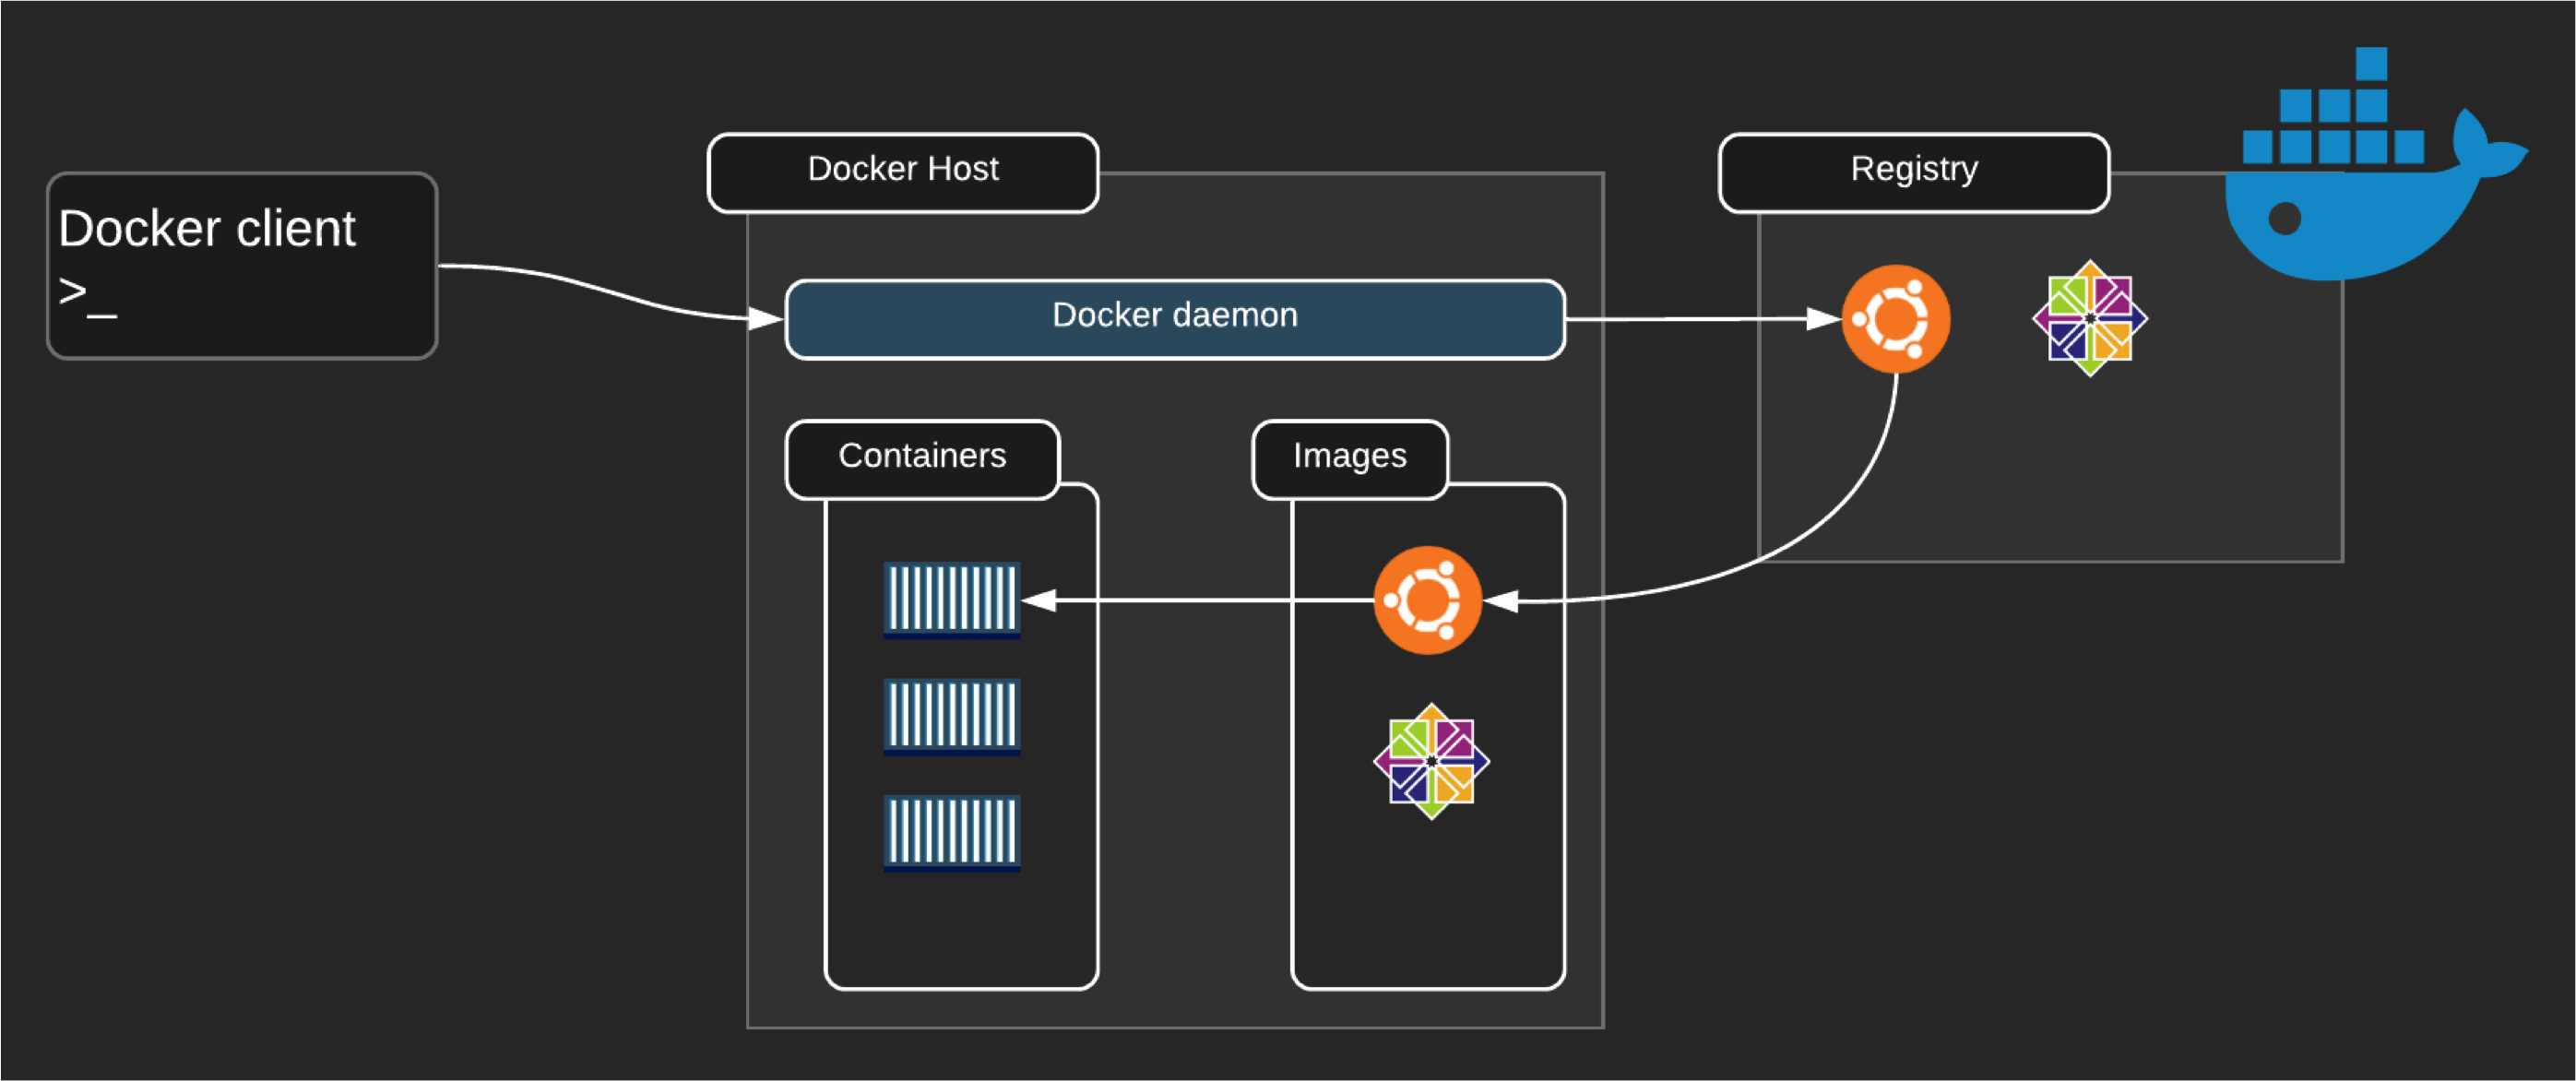 Docker client
>_
Docker Host
Docker daemon
Containers
Images
Registry